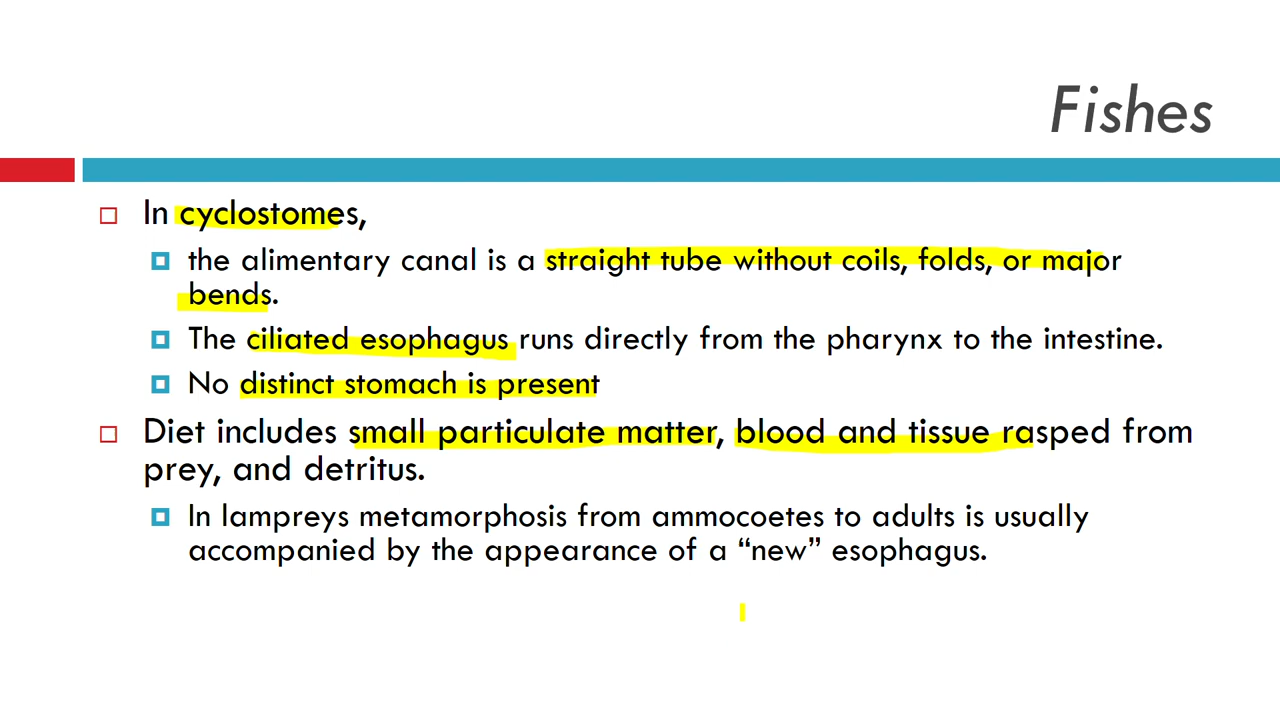 Fishes
In cyclostomes,
the alimentary canal is a straight tube without coils, folds, or major
bends.
The ciliated esophagus runs directly from the pharynx to the intestine.
No distinct stomach is present
Diet includes small particulate matter, blood and tissue rasped from
prey, and detritus.
In lampreys metamorphosis from ammocoetes to adults is usually
accompanied by the appearance of a “new” esophagus.